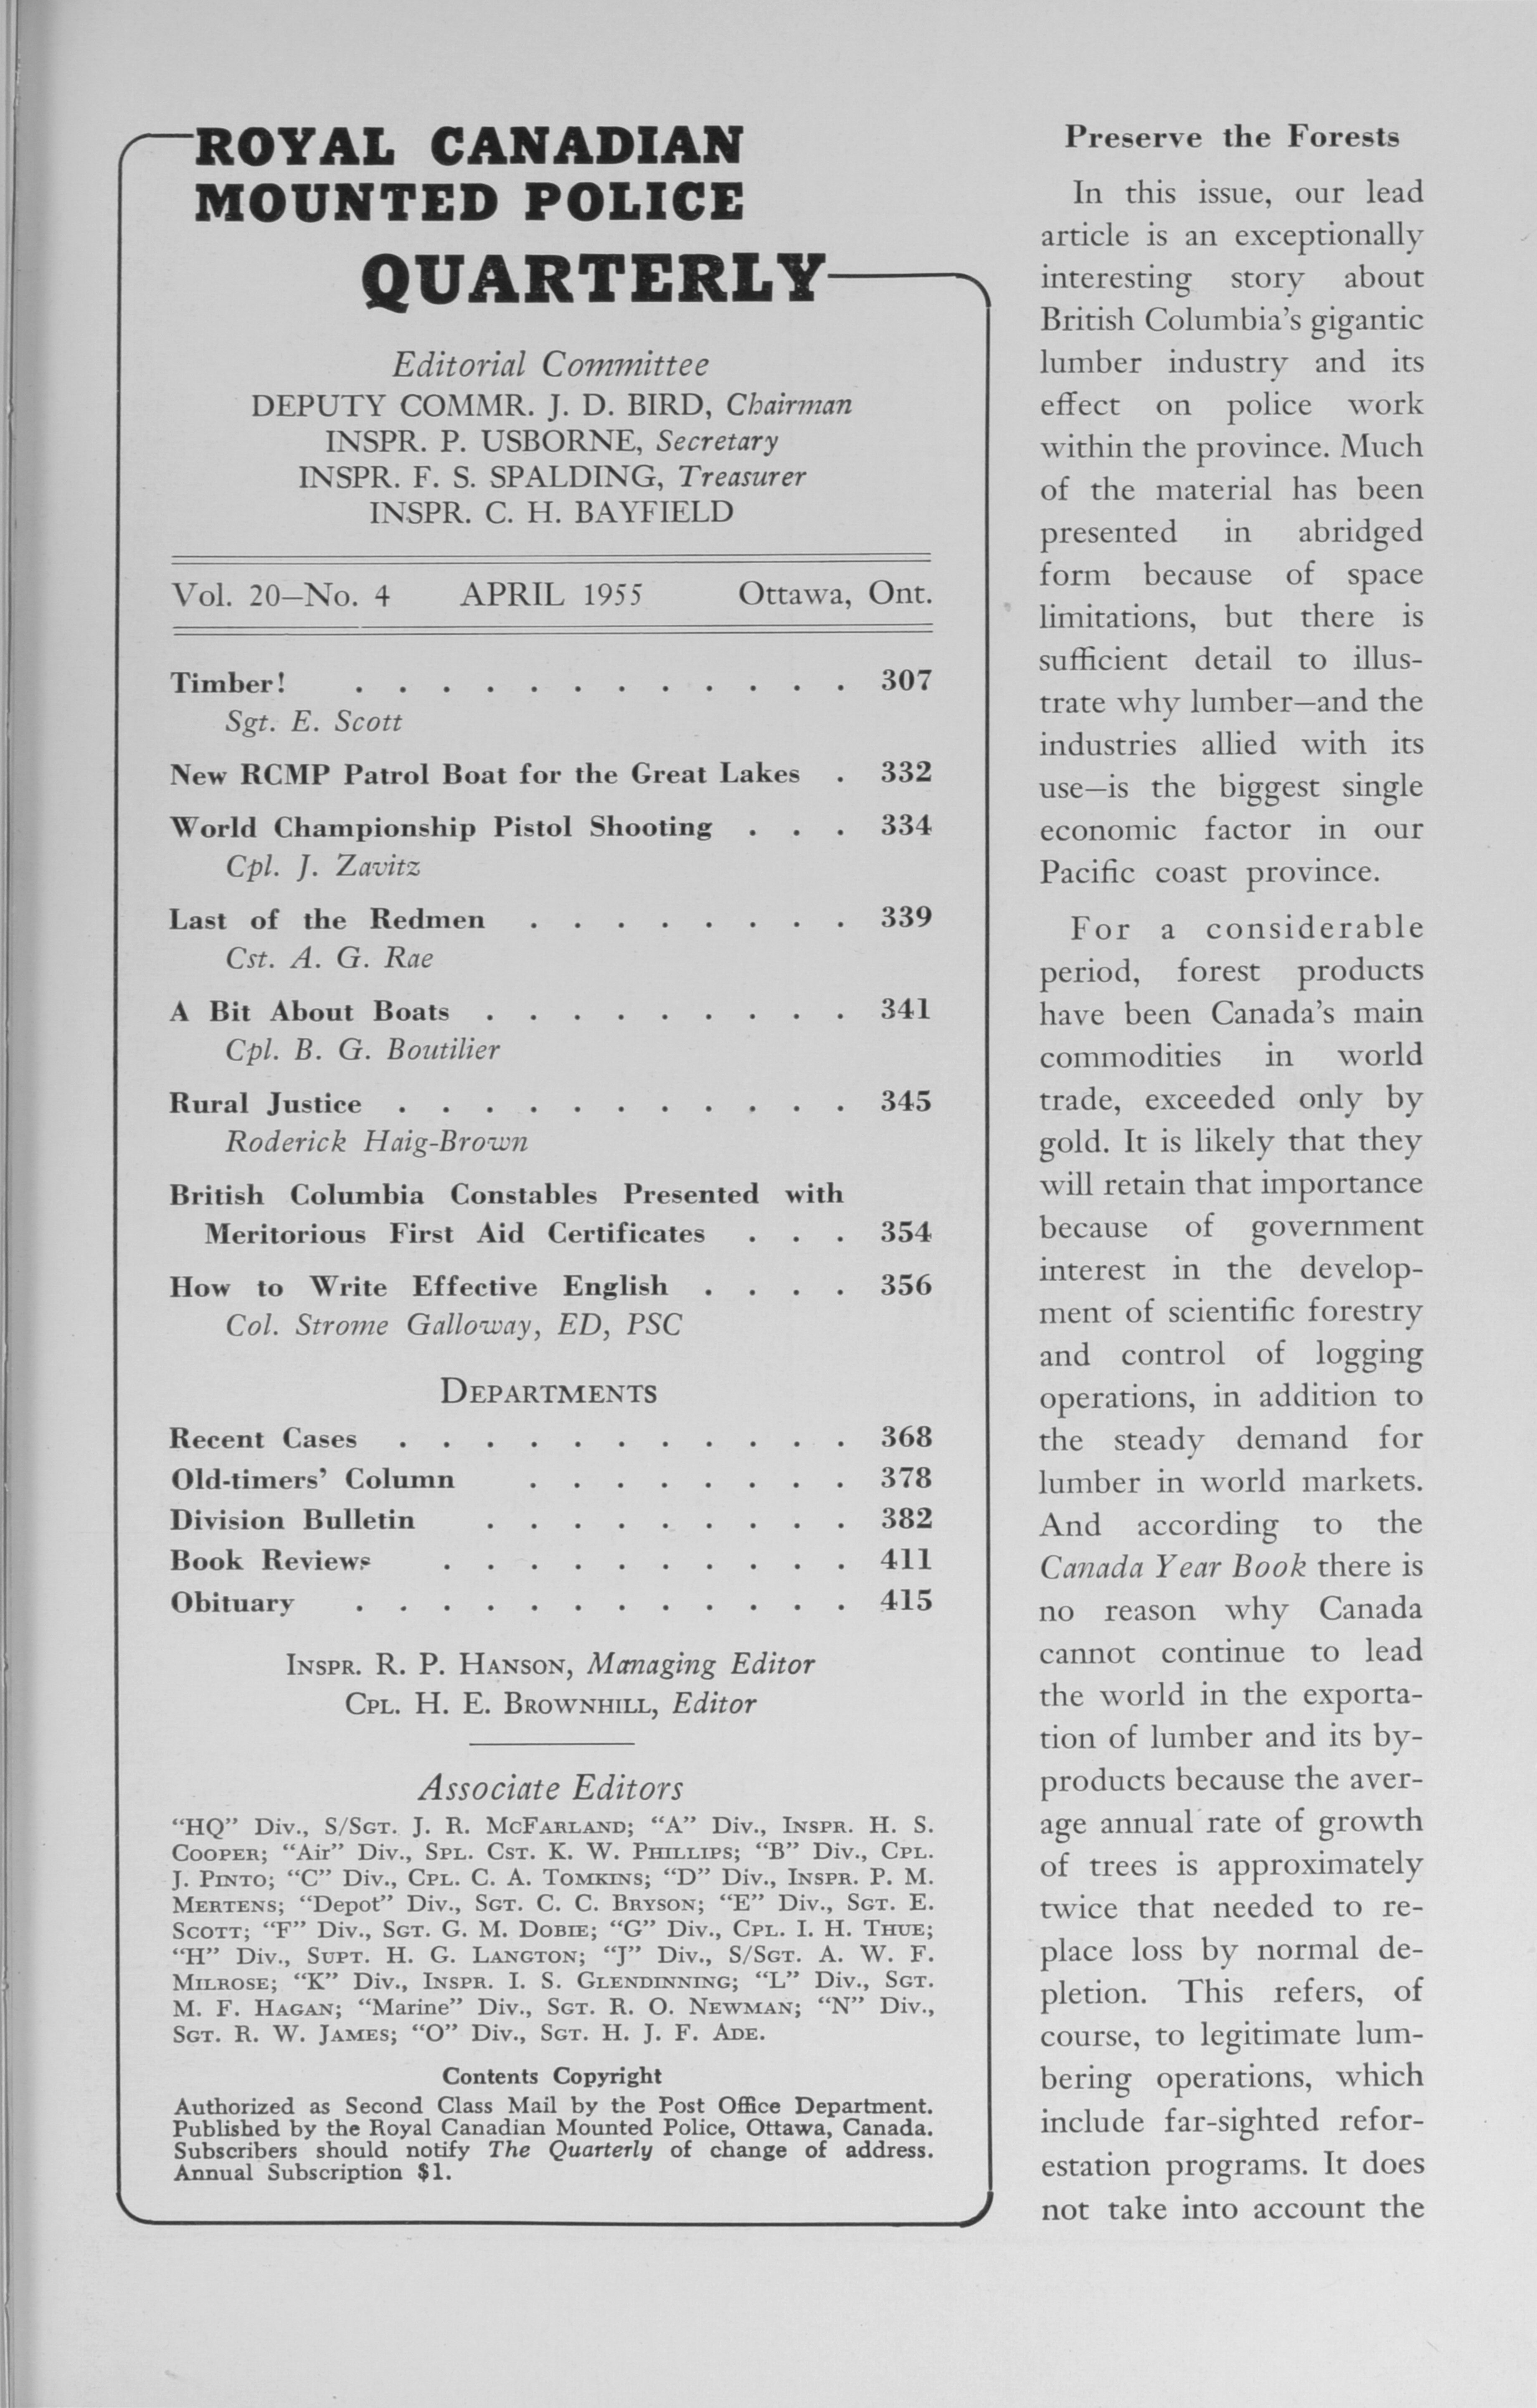 ROYAL CANADIAN
MOUNTED POLICE
QUARTERLY
Editorial Committee
DEPUTY COMMR. J. D. BIRD, Chairman
INSPR. P. USBORNE, Secretary
INSPR. F. S. SPALDING, Treasurer
INSPR. C. H. BAYFIELD
Vol. 20—No. 4 APRIL 1955 Ottawa, Ont.
Timber! . . . . . . . . . . . . 307
Sgt. E. Scott
New RCMP Patrol Boat for the Great Lakes . 332
World Championship Pistol Shooting . . . 334
Cpl. J. Zavitz
Last of the Redmen . . . . . . . . 339
Cst. A. G. Rae
A Bit About Boats . . . . . . . . . 341
Cpl. B. G. Boutilier
Rural Justice . . . . . . . . . . . 345
Roderick Haig-Brown
British Columbia Constables Presented with
Meritorious First Aid Certificates . . . 354
How to Write Effective English . . . . 356
Col. Strome Galloway, ED, PSC
DEPARTMENTS
Recent Cases . . . . . . . . . . . 368
Old-timers' Column . . . . . . . . 378
Division Bulletin . . . . . . . . . 382
Book Reviews . . . . . . . . . . 411
Obituary . . . . . . . . . . . . 415
INSPR. R. P. HANSON, Managing Editor
CPL. H. E. BROWNHILL, Editor
Associate Editors
"HQ" Div., S/SGT. J. R. MCFARLAND; "A" Div., INSPR. H. S.
COOPER; "Air" Div., SPL. CST. K. W. PHILLIPS; "B" Div., CPL.
J. PINTO; "C" Div., CPL. C. A. TOMKINS; "D" Div., INSPR. P. M.
MERTENS; "Depot" Div., SGT. C. C. BRYSON; "E" Div., SGT. E.
SCOTT; "F" Div., SGT. G. M. DOBIE; "G" Div., CPL. I. H. THUE;
"H" Div., SUPT. H. G. LANGTON; "J" Div., S/SGT. A. W. F.
MILROSE; "K" Div., INSPR. I. S. GLENDINNING; "L" Div., SGT.
M. F. HAGAN; "Marine" Div., SGT. R. O. NEWMAN; "N" Div.,
SGT. R. W. JAMES; "O" Div., SGT. H. J. F. ADE.
Contents Copyright
Authorized as Second Class Mail by the Post Office Department.
Published by the Royal Canadian Mounted Police, Ottawa, Canada.
Subscribers should notify The Quarterly of change of address.
Annual Subscription $1.
Preserve the Forests
In this issue, our lead
article is an exceptionally
interesting story about
British Columbia's gigantic
lumber industry and its
effect on police work
within the province. Much
of the material has been
presented in abridged
form because of space
limitations, but there is
sufficient detail to illus-
trate why lumber—and the
industries allied with its
use—is the biggest single
economic factor in our
Pacific coast province.
For a considerable
period, forest products
have been Canada's main
commodities in world
trade, exceeded only by
gold. It is likely that they
will retain that importance
because of government
interest in the develop-
ment of scientific forestry
and control of logging
operations, in addition to
the steady demand for
lumber in world markets.
And according to the
Canada Year Book there is
no reason why Canada
cannot continue to lead
the world in the exporta-
tion of lumber and its by-
products because the aver-
age annual rate of growth
of trees is approximately
twice that needed to re-
place loss by normal de-
pletion. This refers, of
course, to legitimate lum-
bering operations, which
include far-sighted refor-
estation programs. It does
not take into account the